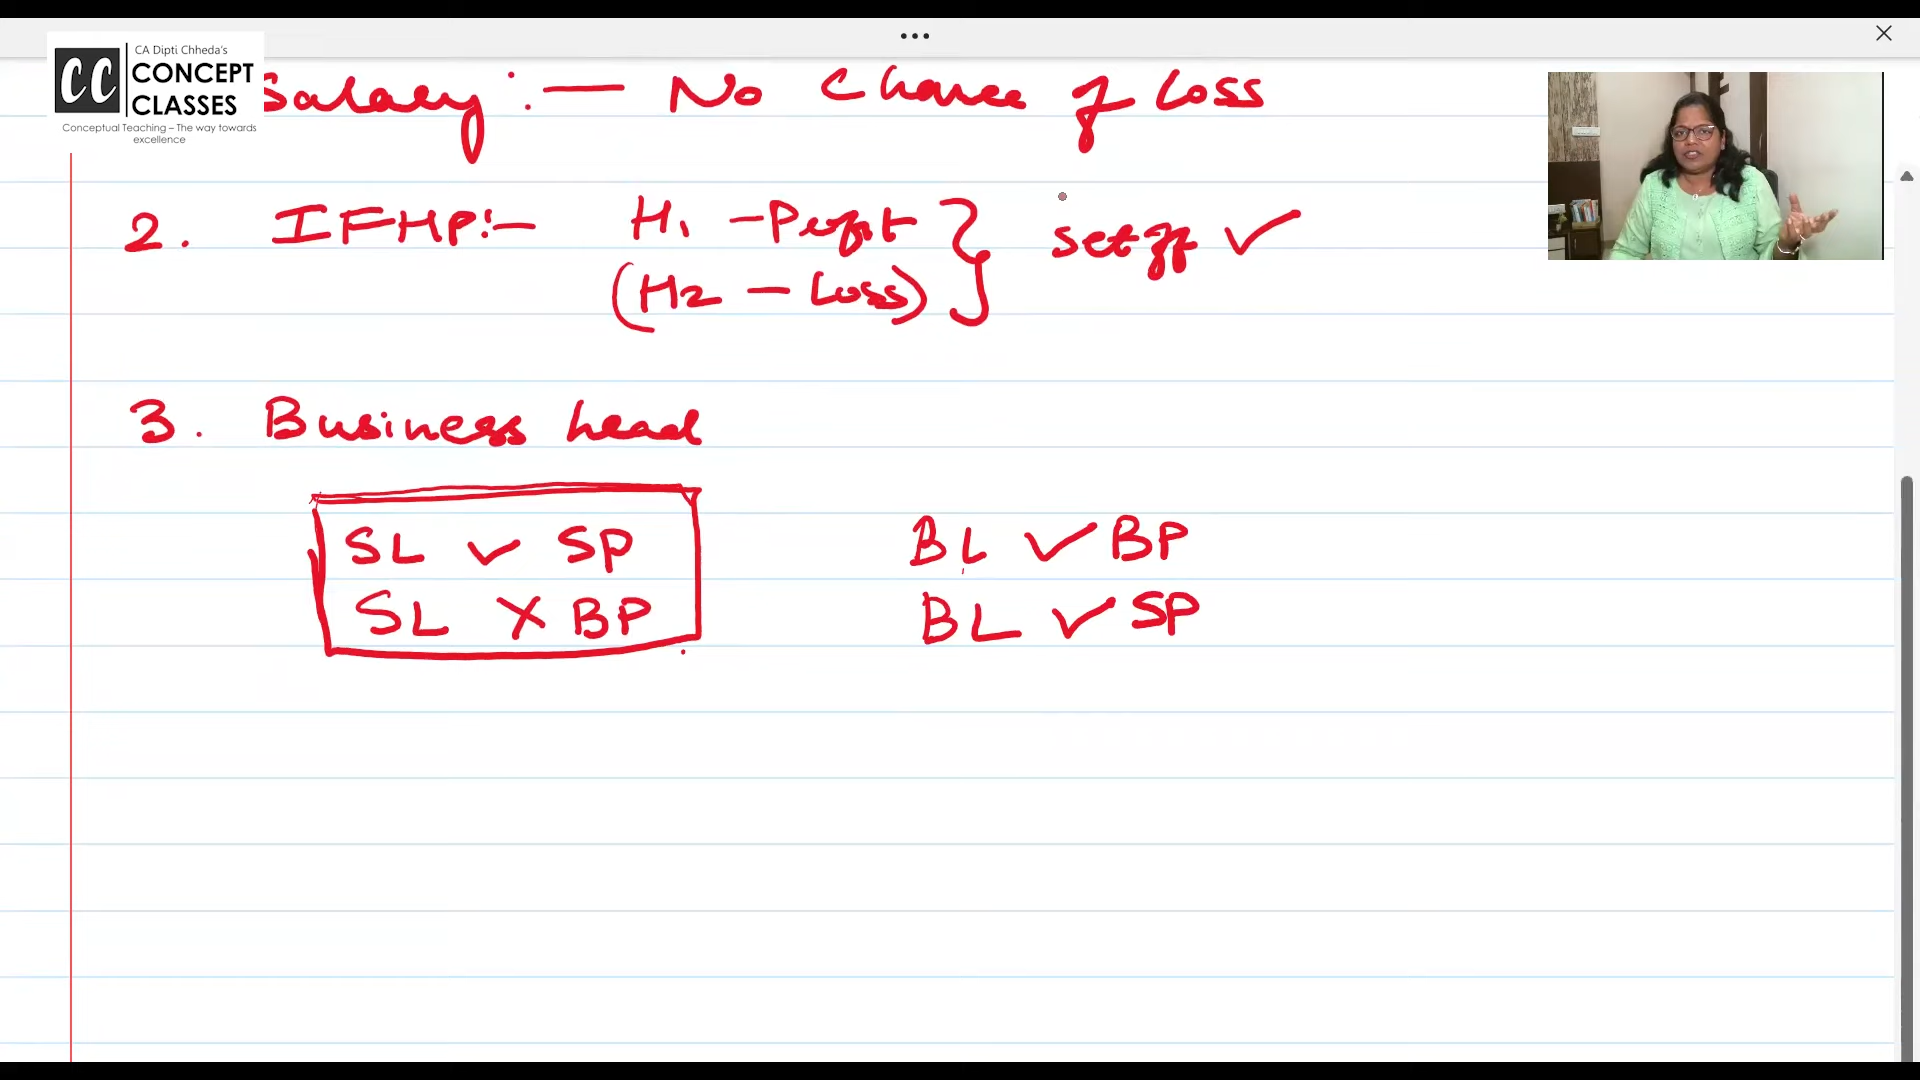 CA Dipti Chheda's
CC CONCEPT
CLASSES
Conceptual Teaching – The way towards
excellence
Salary :— No Chance of Loss
2. IFHP:— H1 — Profit
(H2 — Loss) } setoff ✓
3. Business head
SL ✓ SP BL ✓ BP
SL X BP BL ✓ SP